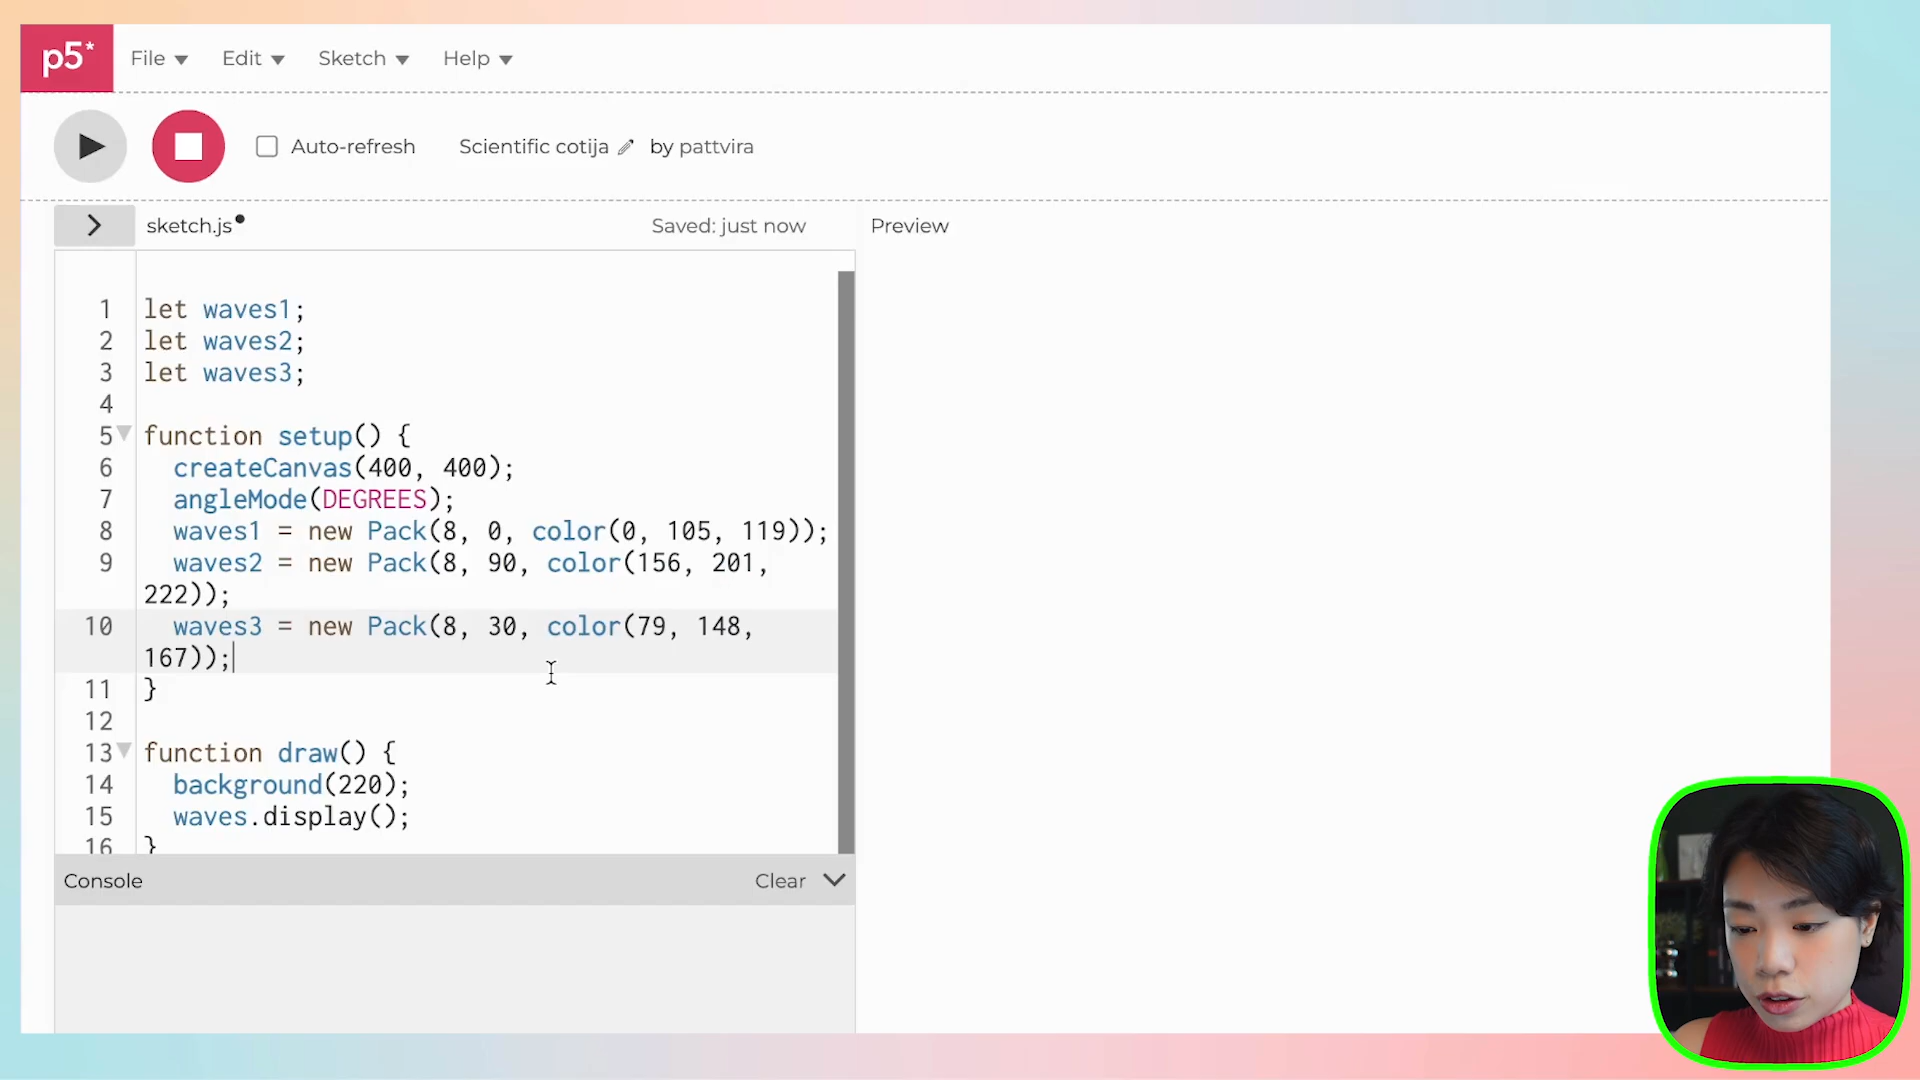 p5*
File Edit Sketch Help
Auto-refresh Scientific cotija by pattvira
sketch.js Saved: just now Preview
1 let waves1;
2 let waves2;
3 let waves3;
4
5 function setup() {
6 createCanvas(400, 400);
7 angleMode(DEGREES);
8 waves1 = new Pack(8, 0, color(0, 105, 119));
9 waves2 = new Pack(8, 90, color(156, 201,
222));
10 waves3 = new Pack(8, 30, color(79, 148,
167));
11 }
12
13 function draw() {
14 background(220);
15 waves.display();
16 }
Console Clear